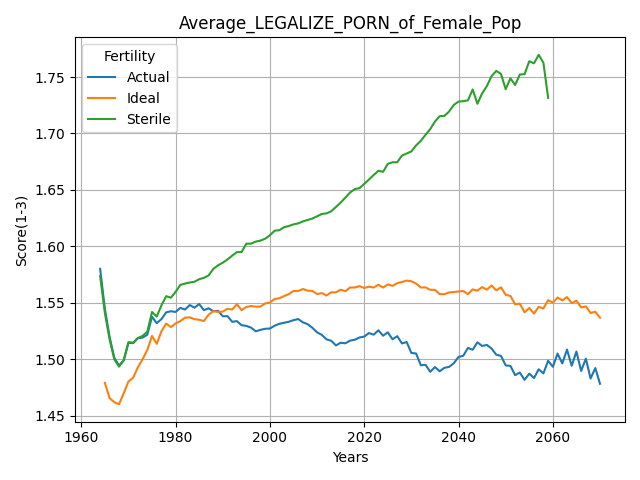 Average_LEGALIZE_PORN_of_Female_Pop
Fertility
Actual
Ideal
Sterile
Score(1-3)
1.75
1.70
1.65
1.60
1.55
1.50
1.45
1960 1980 2000 2020 2040 2060
Years